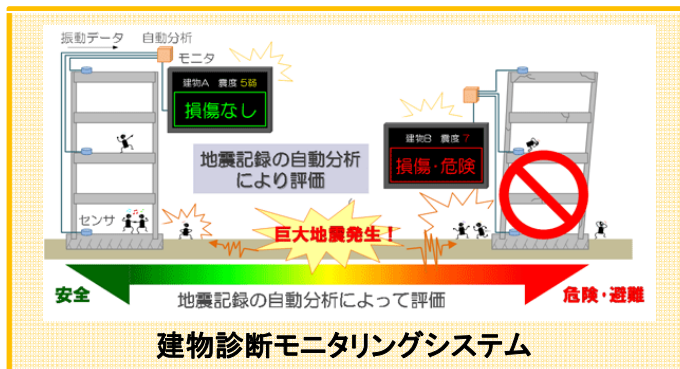 振動データ 自動分析
モニタ
建物A 震度 5弱
損傷なし
建物B 震度 7
損傷・危険
地震記録の自動分析
により評価
センサ
巨大地震発生!
安全
地震記録の自動分析によって評価
危険・避難
建物診断モニタリングシステム